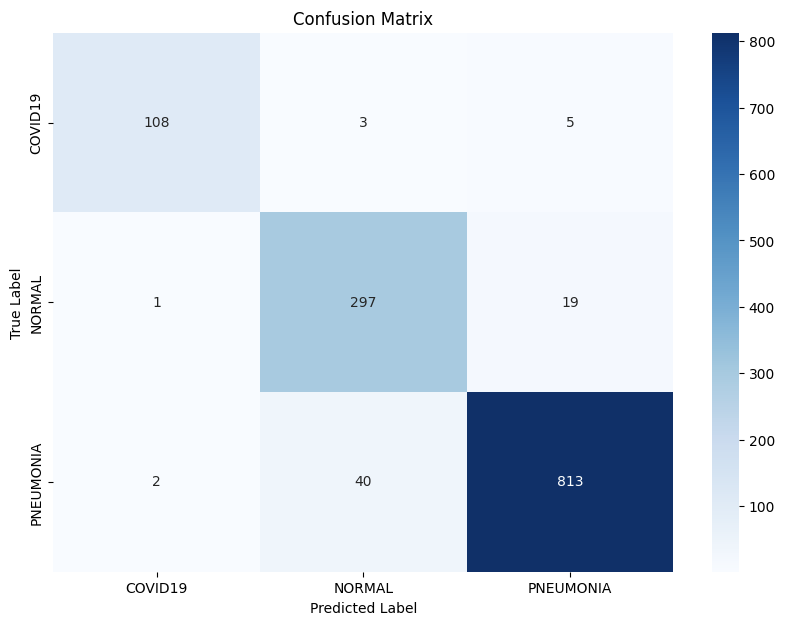 Confusion Matrix
True Label
COVID19
NORMAL
PNEUMONIA
108 3 5
1 297 19
2 40 813
COVID19 NORMAL PNEUMONIA
Predicted Label
800
700
600
500
400
300
200
100